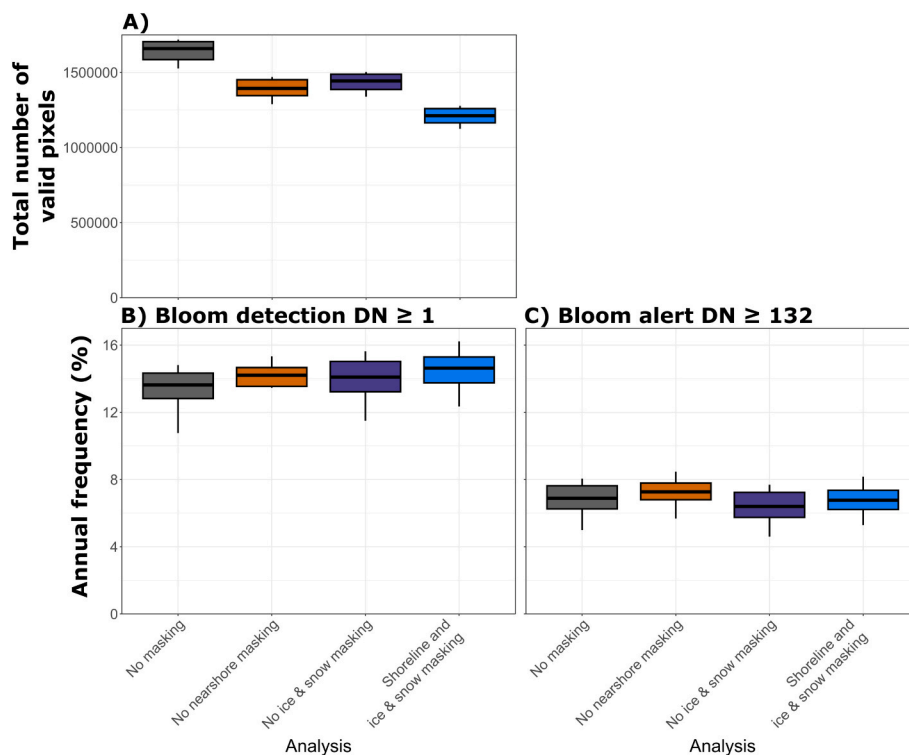 A)
Total number of
valid pixels
1500000
1000000
500000
0
B) Bloom detection DN ≥ 1
C) Bloom alert DN ≥ 132
Annual frequency (%)
16
12
8
4
0
No masking
No nearshore masking
No ice & snow masking
Shoreline and
ice & snow masking
No masking
No nearshore masking
No ice & snow masking
Shoreline and
ice & snow masking
Analysis
Analysis